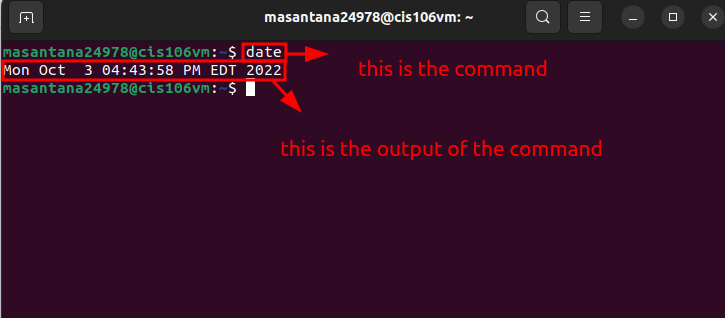 masantana24978@cis106vm: ~
masantana24978@cis106vm:~$ date
this is the command
Mon Oct  3 04:43:58 PM EDT 2022
masantana24978@cis106vm:~$
this is the output of the command